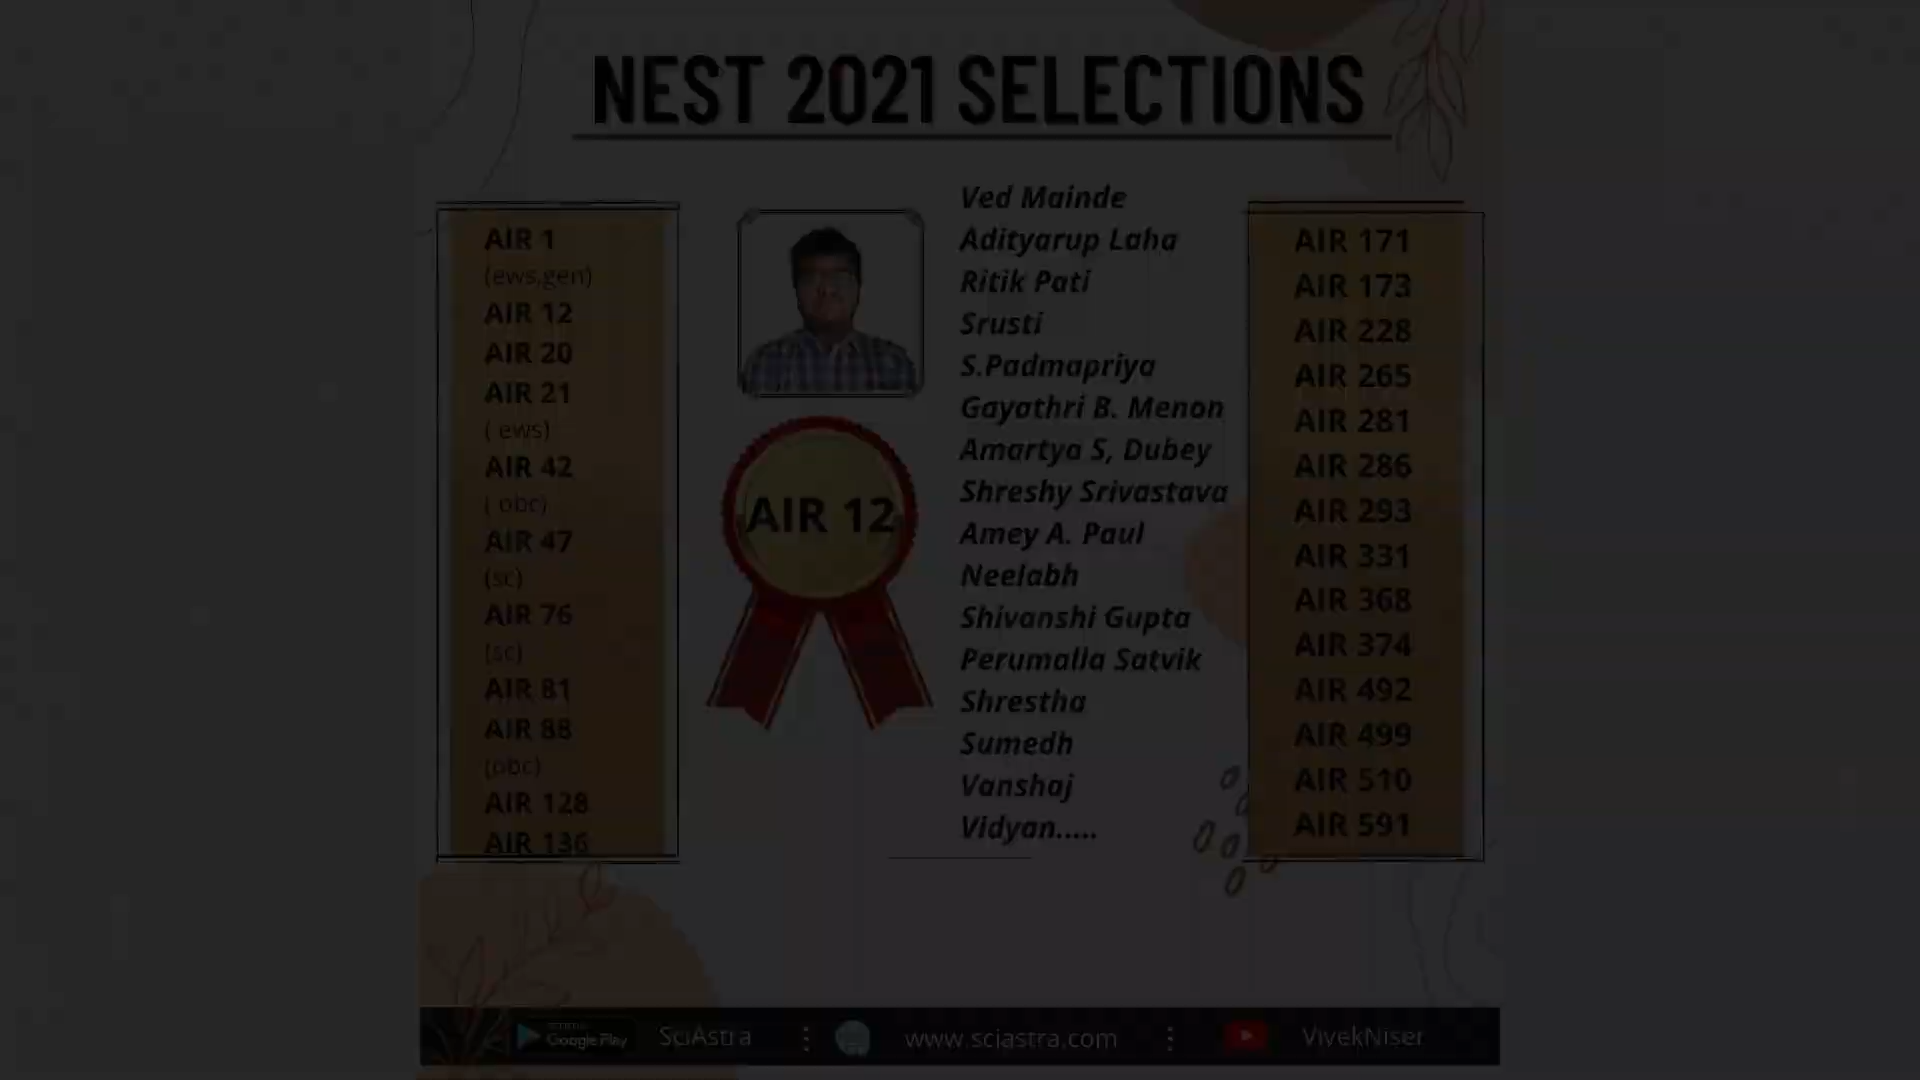 NEST 2021 SELECTIONS
AIR 1
(ews,gen)
AIR 12
AIR 20
AIR 21
( ews)
AIR 42
( obc)
AIR 47
(sc)
AIR 76
(sc)
AIR 81
AIR 88
(obc)
AIR 128
AIR 136
AIR 12
Ved Mainde
Adityarup Laha
Ritik Pati
Srusti
S.Padmapriya
Gayathri B. Menon
Amartya S, Dubey
Shreshy Srivastava
Amey A. Paul
Neelabh
Shivanshi Gupta
Perumalla Satvik
Shrestha
Sumedh
Vanshaj
Vidyan.....
AIR 171
AIR 173
AIR 228
AIR 265
AIR 281
AIR 286
AIR 293
AIR 331
AIR 368
AIR 374
AIR 492
AIR 499
AIR 510
AIR 591
Google Play
SciAstra
www.sciastra.com
VivekNiser